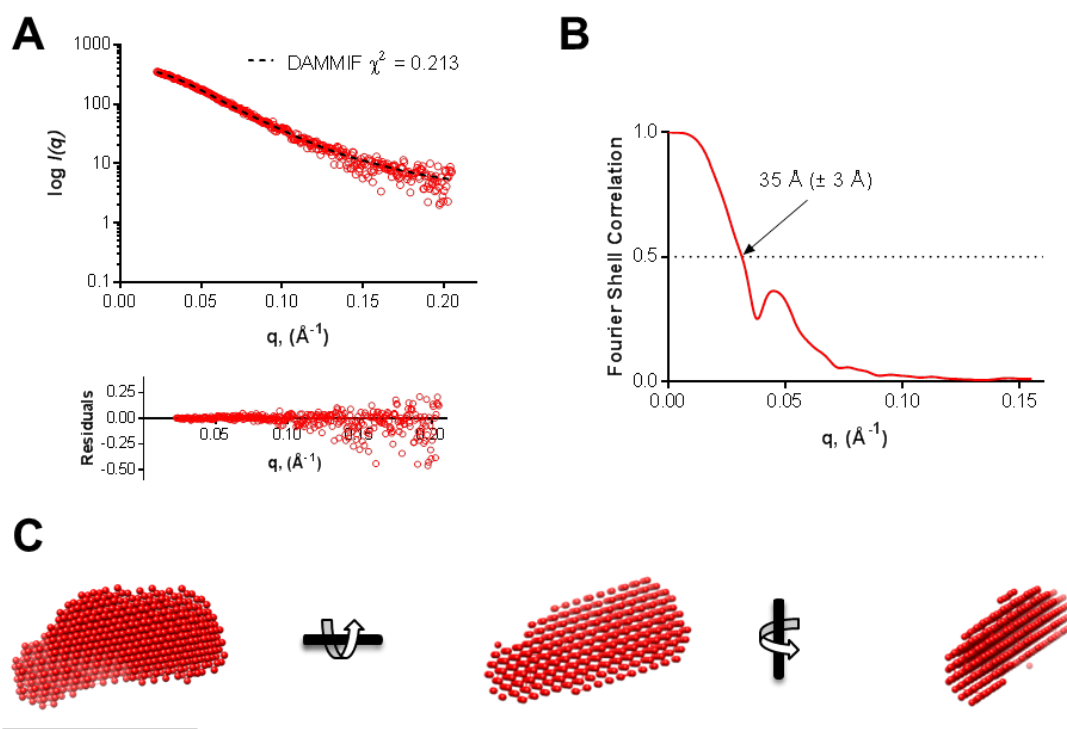 A
1000
100
10
1
0.1
log I(q)
DAMMIF χ² = 0.213
0.00 0.05 0.10 0.15 0.20
q, (Å⁻¹)
0.25
0.00
-0.25
-0.50
Residuals
0.05 0.10 0.15 0.20
q, (Å⁻¹)
B
1.0
0.5
0.0
Fourier Shell Correlation
35 Å (± 3 Å)
0.00 0.05 0.10 0.15
q, (Å⁻¹)
C